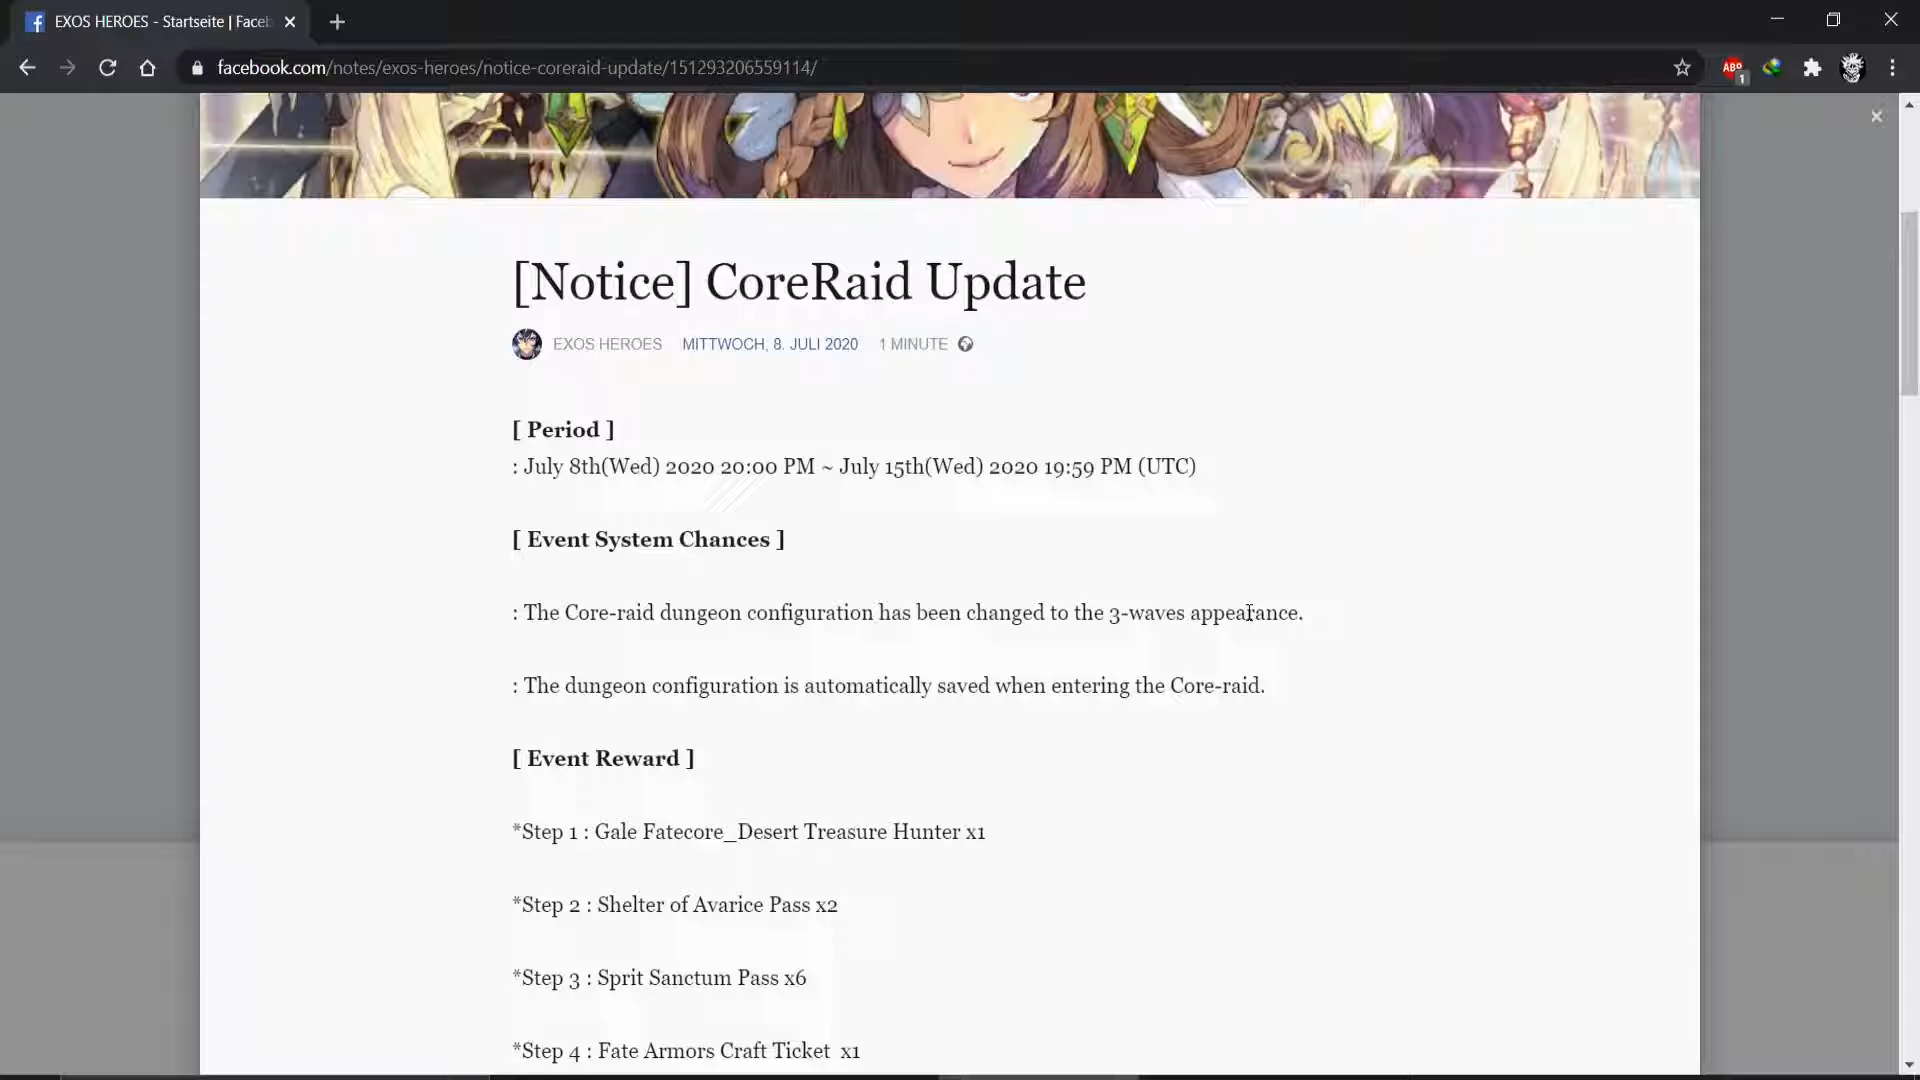 EXOS HEROES - Startseite | Faceb
facebook.com/notes/exos-heroes/notice-coreraid-update/151293206559114/
ABP
1
[Notice] CoreRaid Update
EXOS HEROES MITTWOCH, 8. JULI 2020 1 MINUTE
[ Period ]
: July 8th(Wed) 2020 20:00 PM ~ July 15th(Wed) 2020 19:59 PM (UTC)
[ Event System Chances ]
: The Core-raid dungeon configuration has been changed to the 3-waves appearance.
: The dungeon configuration is automatically saved when entering the Core-raid.
[ Event Reward ]
*Step 1 : Gale Fatecore_Desert Treasure Hunter x1
*Step 2 : Shelter of Avarice Pass x2
*Step 3 : Sprit Sanctum Pass x6
*Step 4 : Fate Armors Craft Ticket  x1